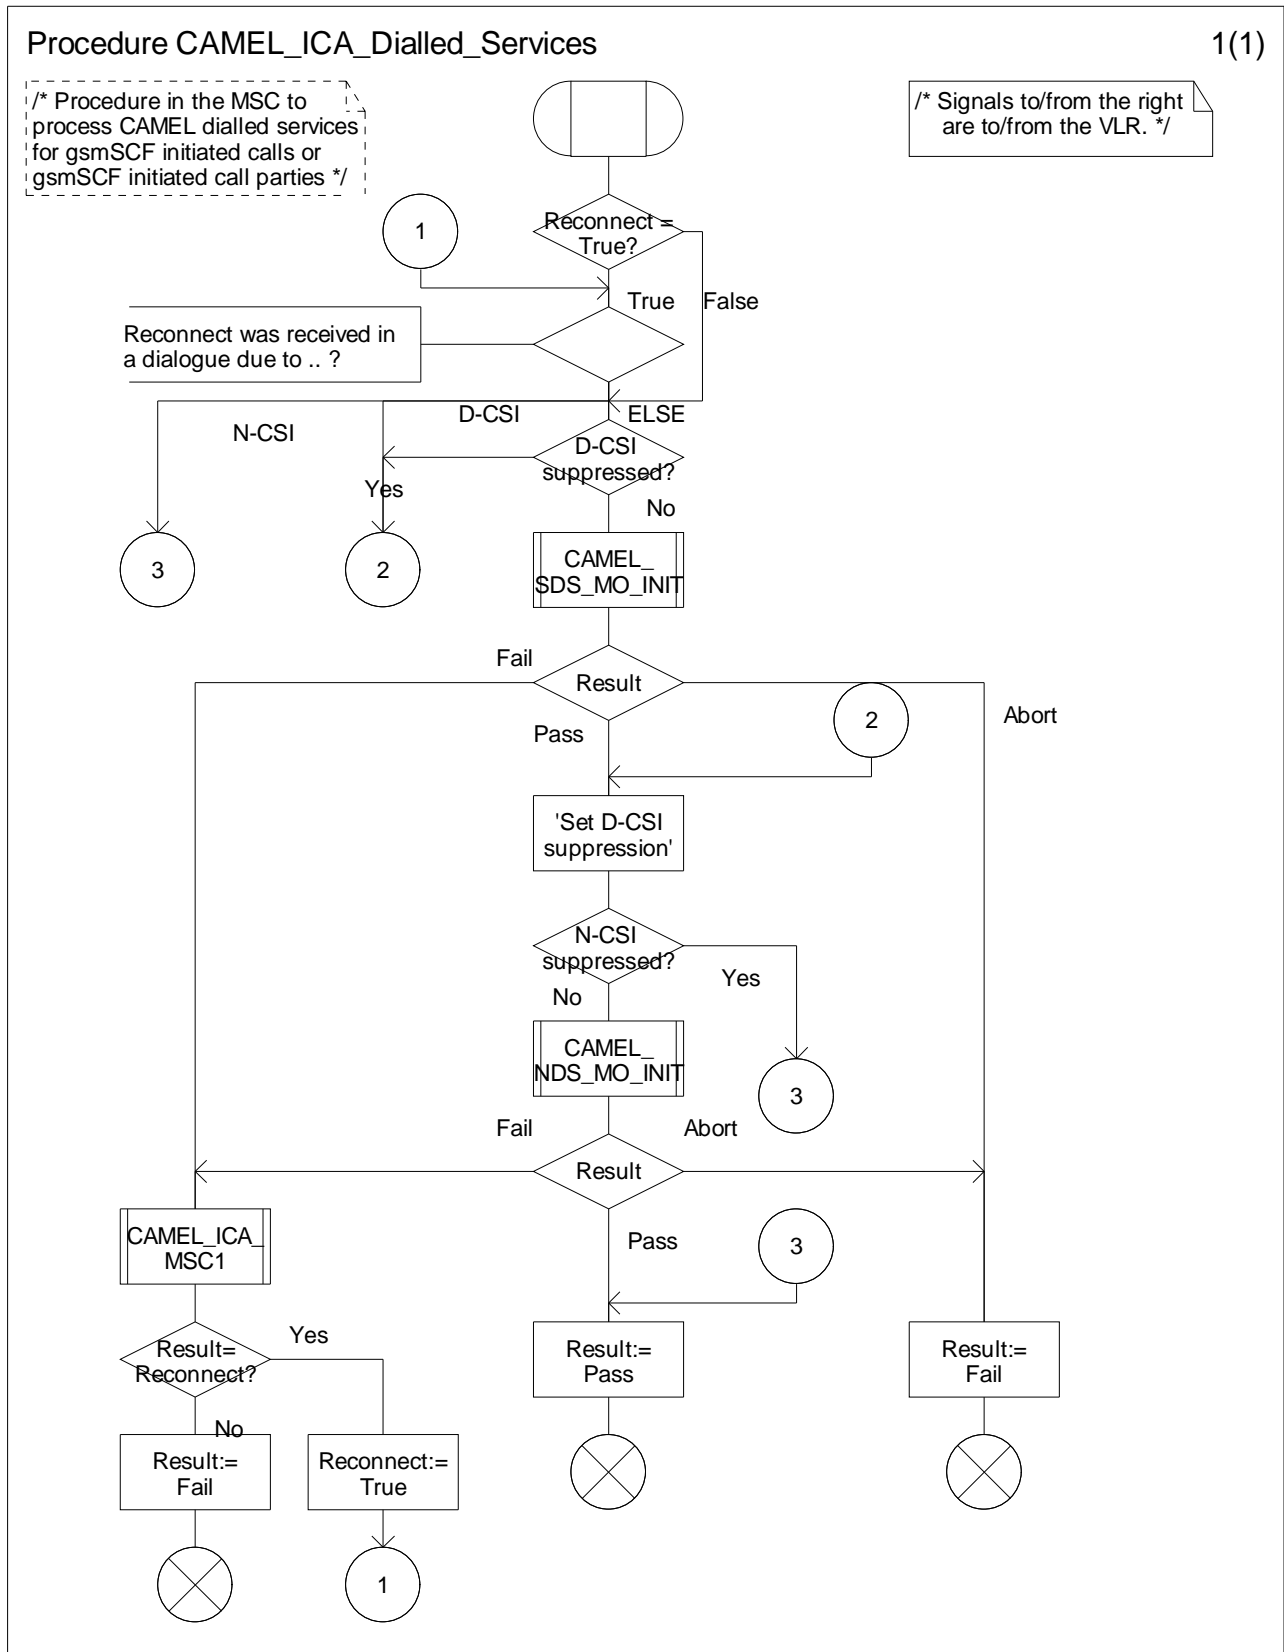 Procedure CAMEL_ICA_Dialled_Services
1(1)
/* Procedure in the MSC to
process CAMEL dialled services
for gsmSCF initiated calls or
gsmSCF initiated call parties */
/* Signals to/from the right
are to/from the VLR. */
1
Reconnect =
True?
True
False
Reconnect was received in
a dialogue due to .. ?
N-CSI
D-CSI
ELSE
D-CSI
suppressed?
Yes
No
3
2
CAMEL_
SDS_MO_INIT
Fail
Result
2
Abort
Pass
'Set D-CSI
suppression'
N-CSI
suppressed?
Yes
No
CAMEL_
NDS_MO_INIT
3
Fail
Abort
Result
Pass
3
CAMEL_ICA_
MSC1
Result=
Reconnect?
Yes
No
Result:=
Pass
Result:=
Fail
Result:=
Fail
Reconnect:=
True
1